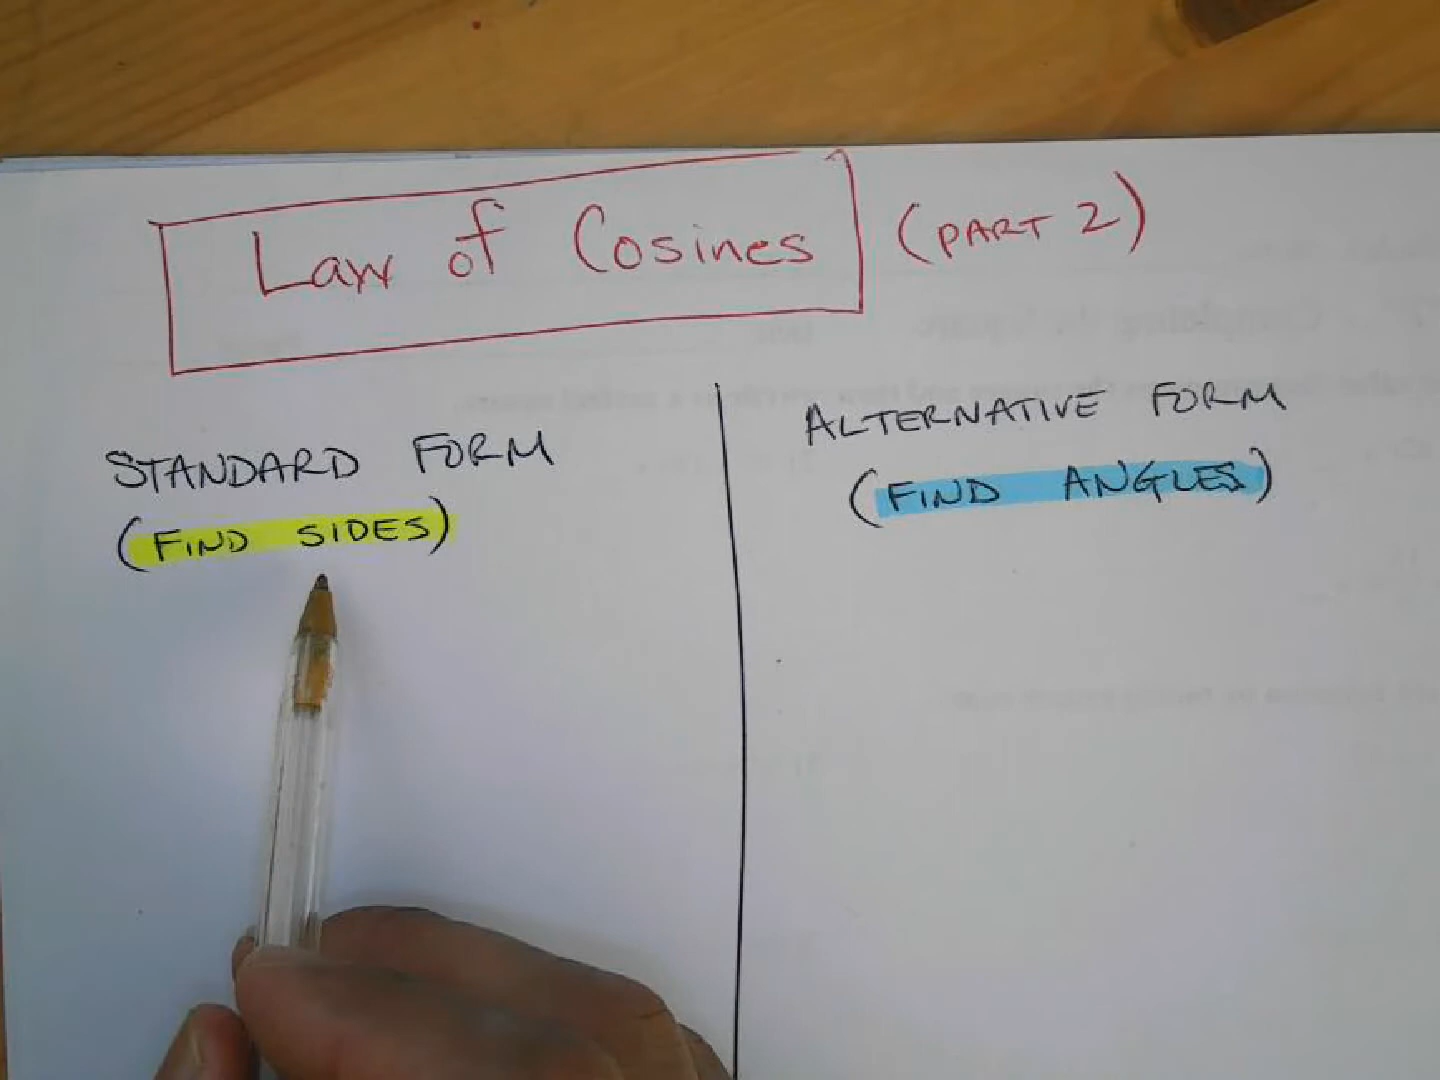 Law of Cosines (PART 2)
STANDARD FORM
(FIND SIDES)
ALTERNATIVE FORM
(FIND ANGLES)